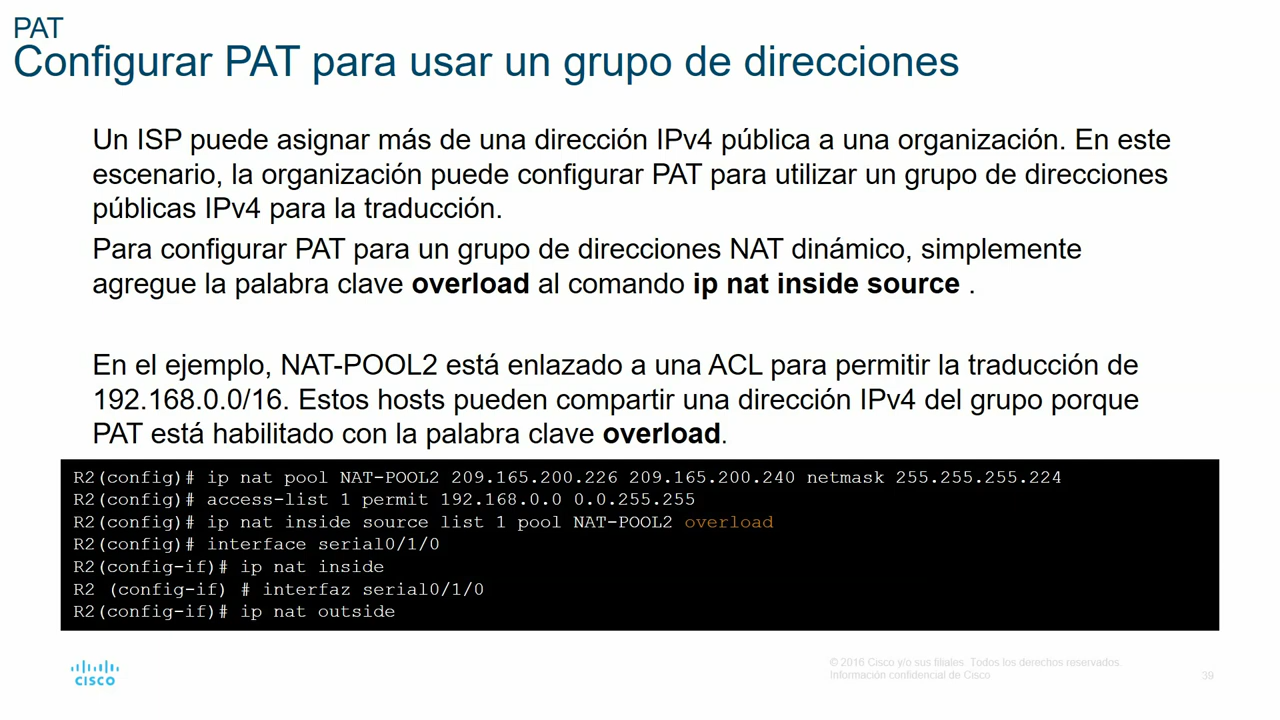 PAT
Configurar PAT para usar un grupo de direcciones
Un ISP puede asignar más de una dirección IPv4 pública a una organización. En este
escenario, la organización puede configurar PAT para utilizar un grupo de direcciones
públicas IPv4 para la traducción.
Para configurar PAT para un grupo de direcciones NAT dinámico, simplemente
agregue la palabra clave overload al comando ip nat inside source .
En el ejemplo, NAT-POOL2 está enlazado a una ACL para permitir la traducción de
192.168.0.0/16. Estos hosts pueden compartir una dirección IPv4 del grupo porque
PAT está habilitado con la palabra clave overload.
R2(config)# ip nat pool NAT-POOL2 209.165.200.226 209.165.200.240 netmask 255.255.255.224
R2(config)# access-list 1 permit 192.168.0.0 0.0.255.255
R2(config)# ip nat inside source list 1 pool NAT-POOL2 overload
R2(config)# interface serial0/1/0
R2(config-if)# ip nat inside
R2 (config-if) # interfaz serial0/1/0
R2(config-if)# ip nat outside
CISCO
© 2016 Cisco y/o sus filiales. Todos los derechos reservados.
Información confidencial de Cisco
39